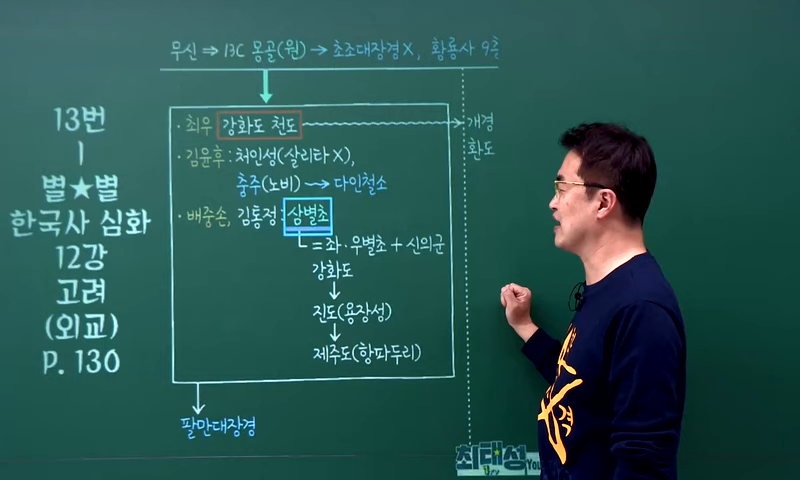 무신 ⇒ 13C 몽골(원) → 초조대장경X, 황룡사 9층
13번
|
별★별
한국사 심화
12강
고려
(외교)
P. 130
· 최우 강화도 천도 → 개경
환도
· 김윤후 : 처인성(살리타 X),
충주(노비) → 다인철소
· 배중손, 김통정 : 삼별초
= 좌·우별초 + 신의군
강화도
↓
진도(용장성)
↓
제주도(항파두리)
팔만대장경
최태성
You
격